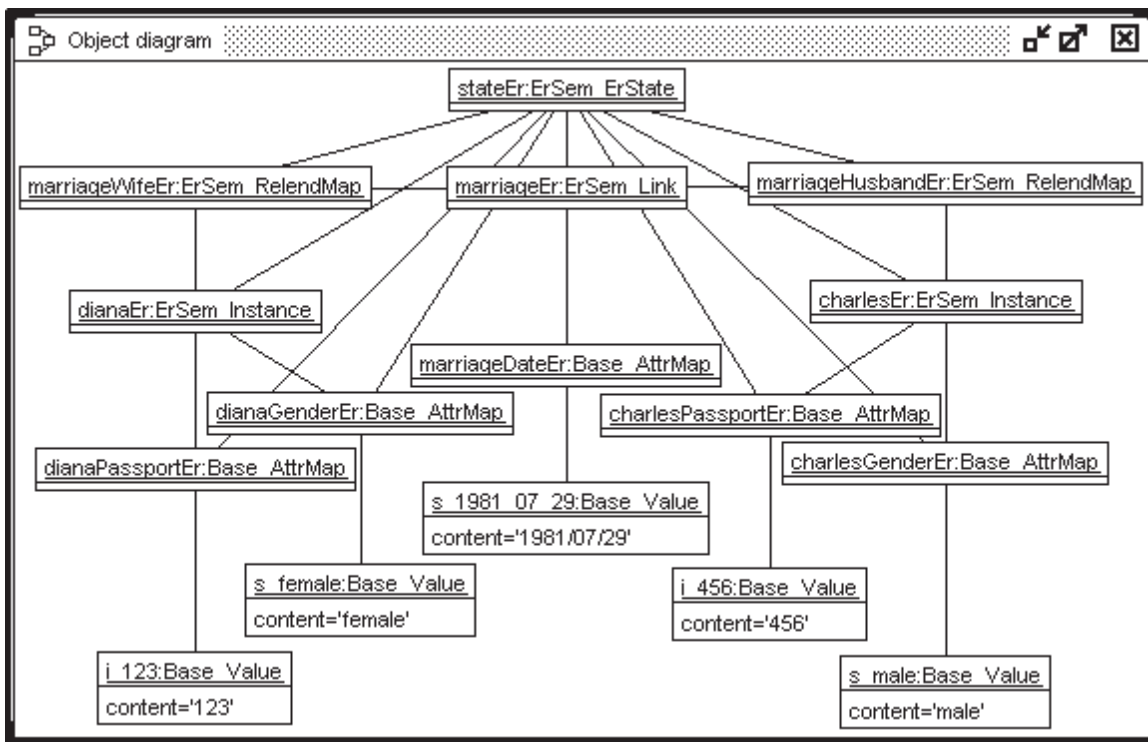 Object diagram
stateEr:ErSem_ErState
marriageWifeEr:ErSem_RelendMap
marriageEr:ErSem_Link
marriageHusbandEr:ErSem_RelendMap
dianaEr:ErSem_Instance
charlesEr:ErSem_Instance
marriageDateEr:Base_AttrMap
dianaGenderEr:Base_AttrMap
charlesPassportEr:Base_AttrMap
dianaPassportEr:Base_AttrMap
charlesGenderEr:Base_AttrMap
s_1981_07_29:Base_Value
content='1981/07/29'
s_female:Base_Value
content='female'
i_456:Base_Value
content='456'
i_123:Base_Value
content='123'
s_male:Base_Value
content='male'